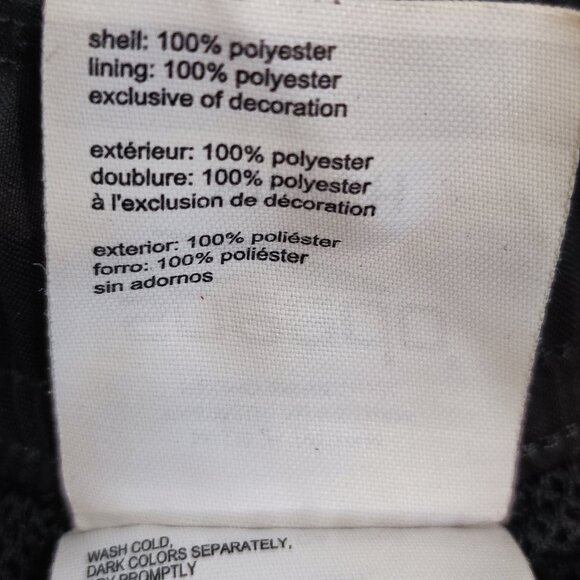 shell: 100% polyester
lining: 100% polyester
exclusive of decoration
extérieur: 100% polyester
doublure: 100% polyester
à l'exclusion de décoration
exterior: 100% poliéster
forro: 100% poliéster
sin adornos
WASH COLD,
DARK COLORS SEPARATELY,
PROMPTLY